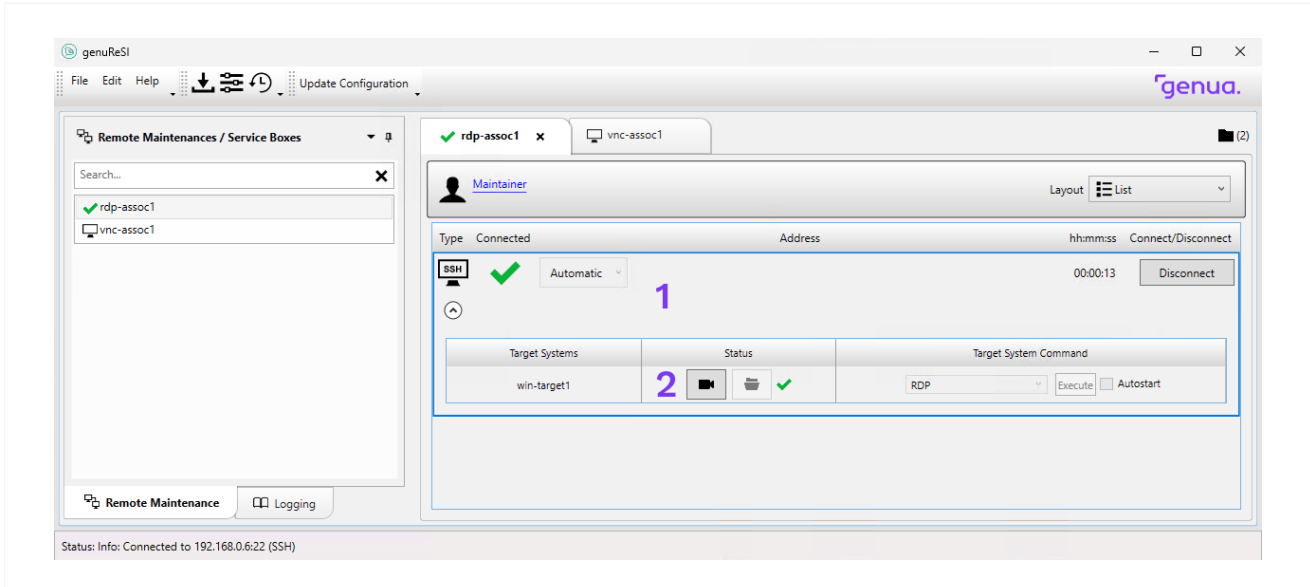 genuReSI
File Edit Help Update Configuration
genua.
Remote Maintenances / Service Boxes
Search...
rdp-assoc1
vnc-assoc1
rdp-assoc1 x vnc-assoc1 (2)
Maintainer
Layout List
Type Connected Address hh:mm:ss Connect/Disconnect
SSH Automatic 00:00:13 Disconnect
1
Target Systems Status Target System Command
win-target1 2 RDP Execute Autostart
Remote Maintenance Logging
Status: Info: Connected to 192.168.0.6:22 (SSH)